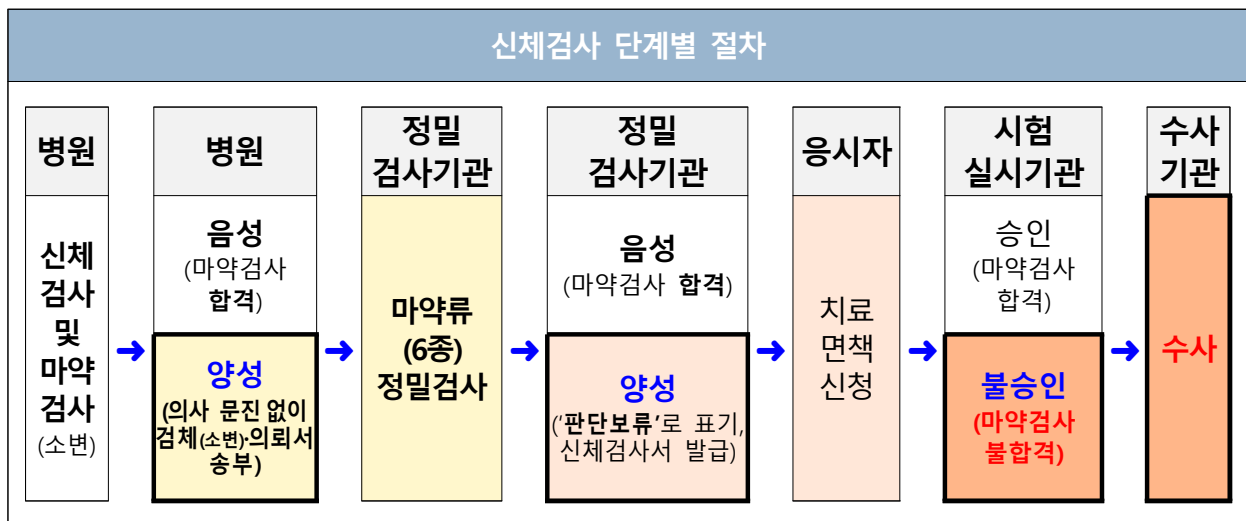 신체검사 단계별 절차
병원
신체
검사
및
마약
검사
(소변)
병원
음성
(마약검사
합격)
양성
(의사 문진 없이
검체(소변)·의뢰서
송부)
정밀
검사기관
마약류
(6종)
정밀검사
정밀
검사기관
음성
(마약검사 합격)
양성
('판단보류'로 표기,
신체검사서 발급)
응시자
치료
면책
신청
시험
실시기관
승인
(마약검사
합격)
불승인
(마약검사
불합격)
수사
기관
수사